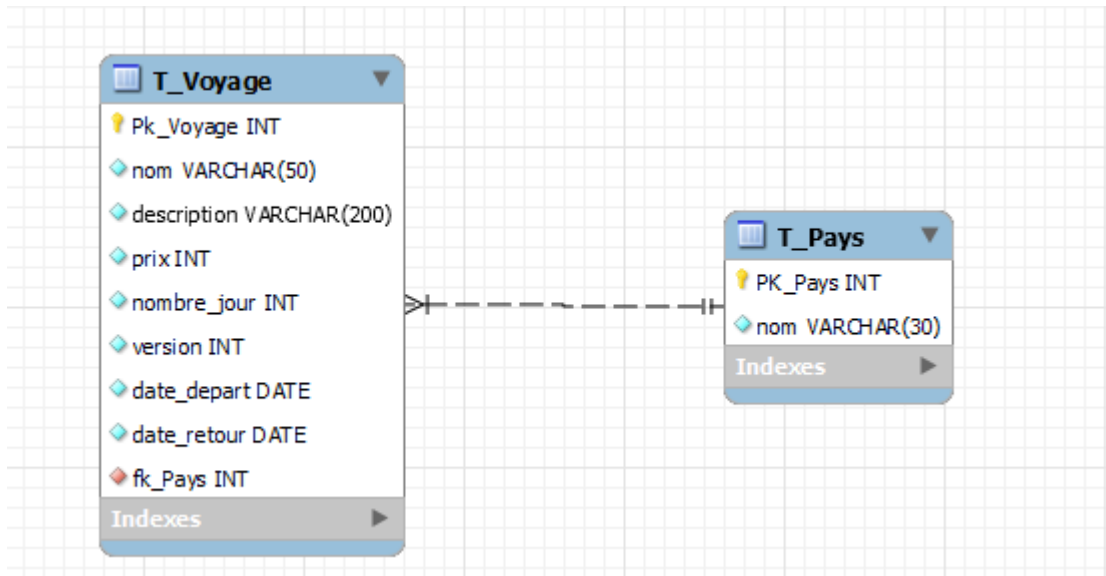 T_Voyage
Pk_Voyage INT
nom VARCHAR(50)
description VARCHAR(200)
prix INT
nombre_jour INT
version INT
date_depart DATE
date_retour DATE
fk_Pays INT
Indexes
T_Pays
PK_Pays INT
nom VARCHAR(30)
Indexes